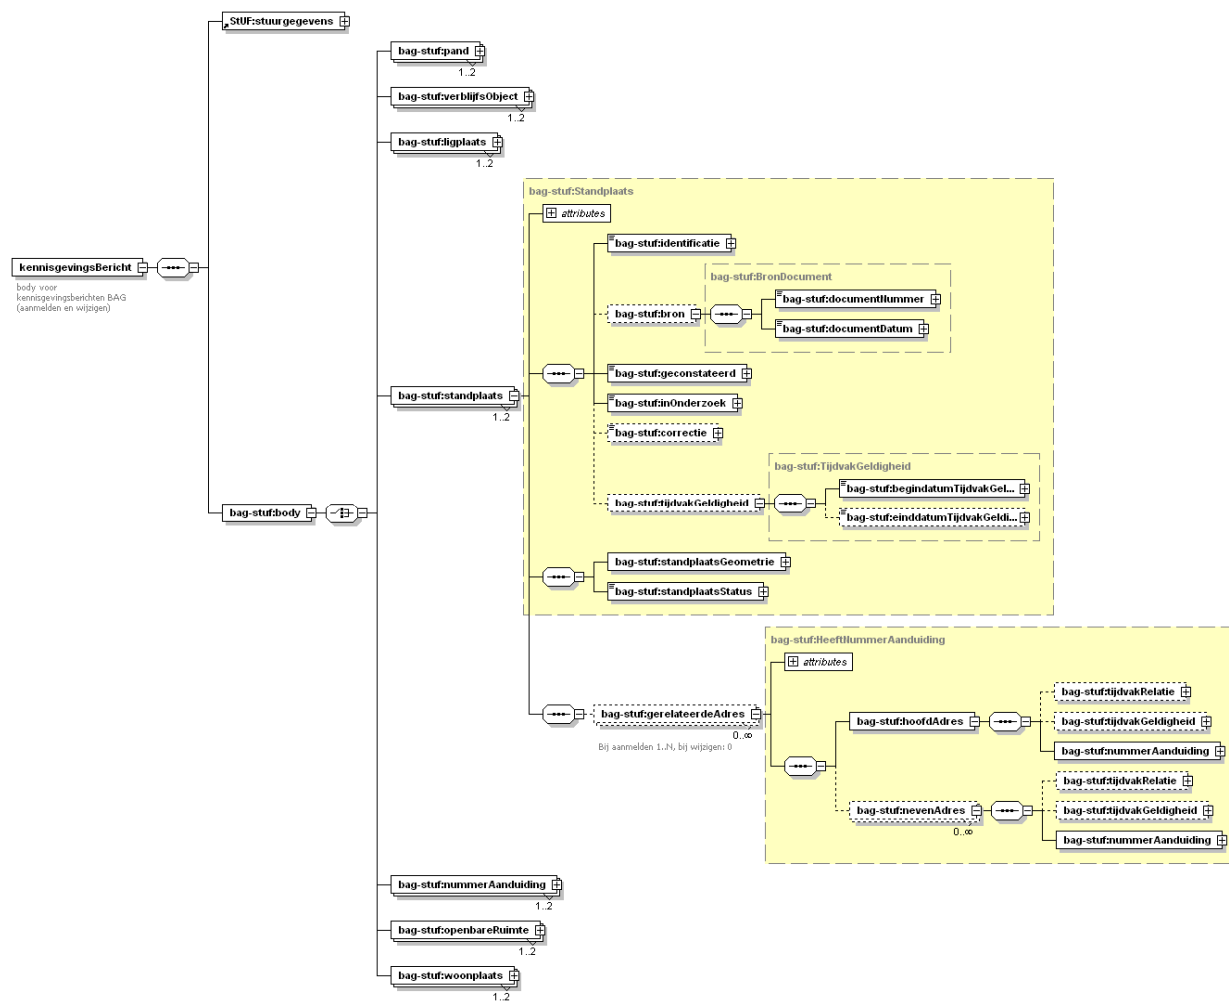 StUF:stuurgegevens
bag-stuf:pand
1..2
bag-stuf:verblijfsObject
1..2
bag-stuf:ligplaats
1..2
kennisgevingsBericht
body voor
kennisgevingsberichten BAG
(aanmelden en wijzigen)
bag-stuf:Standplaats
attributes
bag-stuf:identificatie
bag-stuf:BronDocument
bag-stuf:bron
bag-stuf:documentNummer
bag-stuf:documentDatum
bag-stuf:geconstateerd
bag-stuf:standplaats
1..2
bag-stuf:inOnderzoek
bag-stuf:correctie
bag-stuf:TijdvakGeldigheid
bag-stuf:tijdvakGeldigheid
bag-stuf:begindatumTijdvakGel...
bag-stuf:einddatumTijdvakGeldi...
bag-stuf:body
bag-stuf:standplaatsGeometrie
bag-stuf:standplaatsStatus
bag-stuf:HeeftNummerAanduiding
attributes
bag-stuf:gerelateerdeAdres
0..∞
Bij aanmelden 1..N, bij wijzigen: 0
bag-stuf:hoofdAdres
bag-stuf:tijdvakRelatie
bag-stuf:tijdvakGeldigheid
bag-stuf:nummerAanduiding
bag-stuf:nevenAdres
0..∞
bag-stuf:tijdvakRelatie
bag-stuf:tijdvakGeldigheid
bag-stuf:nummerAanduiding
bag-stuf:nummerAanduiding
1..2
bag-stuf:openbareRuimte
1..2
bag-stuf:woonplaats
1..2